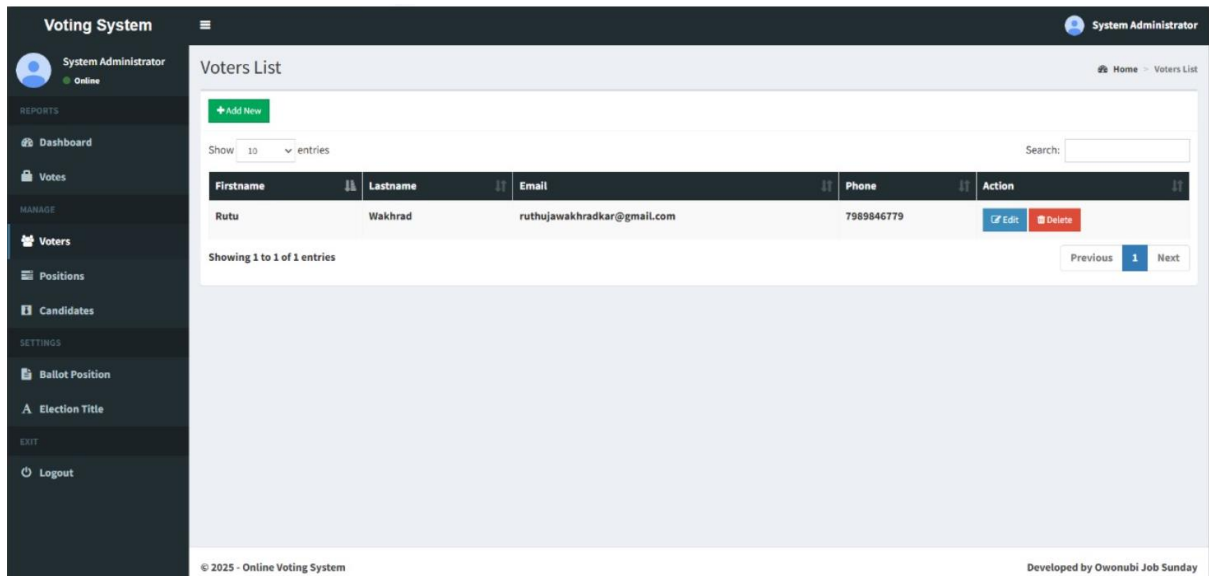 Voting System
System Administrator
System Administrator
Online
Voters List
Home > Voters List
REPORTS
Add New
Dashboard
Show 10 entries
Search:
Votes
Firstname Lastname Email Phone Action
MANAGE
Rutu Wakhrad ruthujawakhradkar@gmail.com 7989846779 Edit Delete
Voters
Showing 1 to 1 of 1 entries
Previous 1 Next
Positions
Candidates
SETTINGS
Ballot Position
A Election Title
EXIT
Logout
© 2025 - Online Voting System
Developed by Owonubi Job Sunday